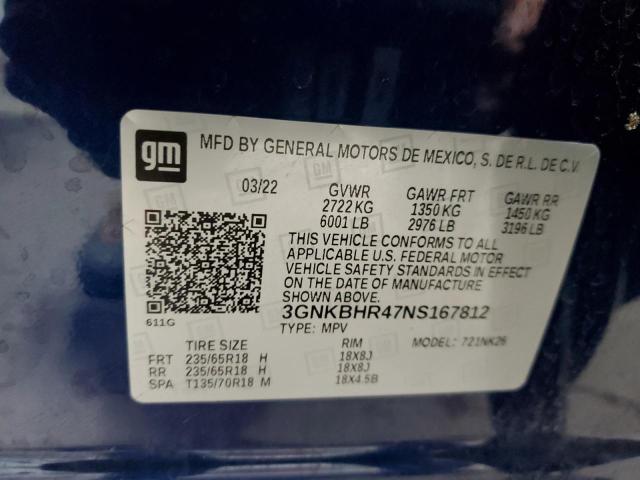 gm
MFD BY GENERAL MOTORS DE MEXICO, S. DE R.L. DE C.V.
03/22 GVWR GAWR FRT GAWR RR
2722 KG 1350 KG 1450 KG
6001 LB 2976 LB 3196 LB
THIS VEHICLE CONFORMS TO ALL
APPLICABLE U.S. FEDERAL MOTOR
VEHICLE SAFETY STANDARDS IN EFFECT
ON THE DATE OF MANUFACTURE
SHOWN ABOVE.
611G
3GNKBHR47NS167812
TYPE: MPV MODEL: 721NK26
TIRE SIZE RIM
FRT 235/65R18 H 18X8J
RR 235/65R18 H 18X8J
SPA T135/70R18 M 18X4.5B